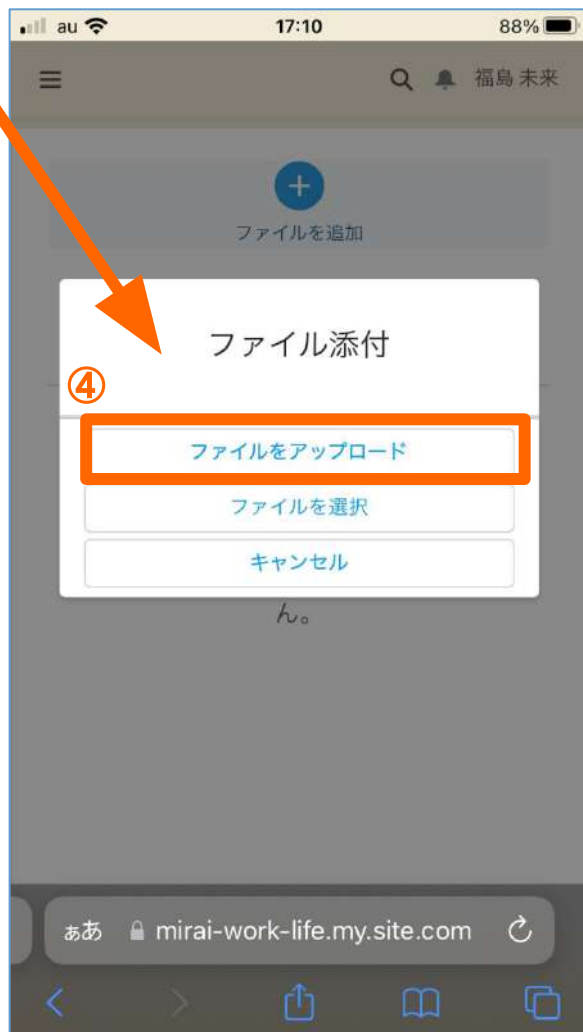 au 17:10 88%
福島 未来
ファイルを追加
ファイル添付
④
ファイルをアップロード
ファイルを選択
キャンセル
ん。
ぁあ mirai-work-life.my.site.com